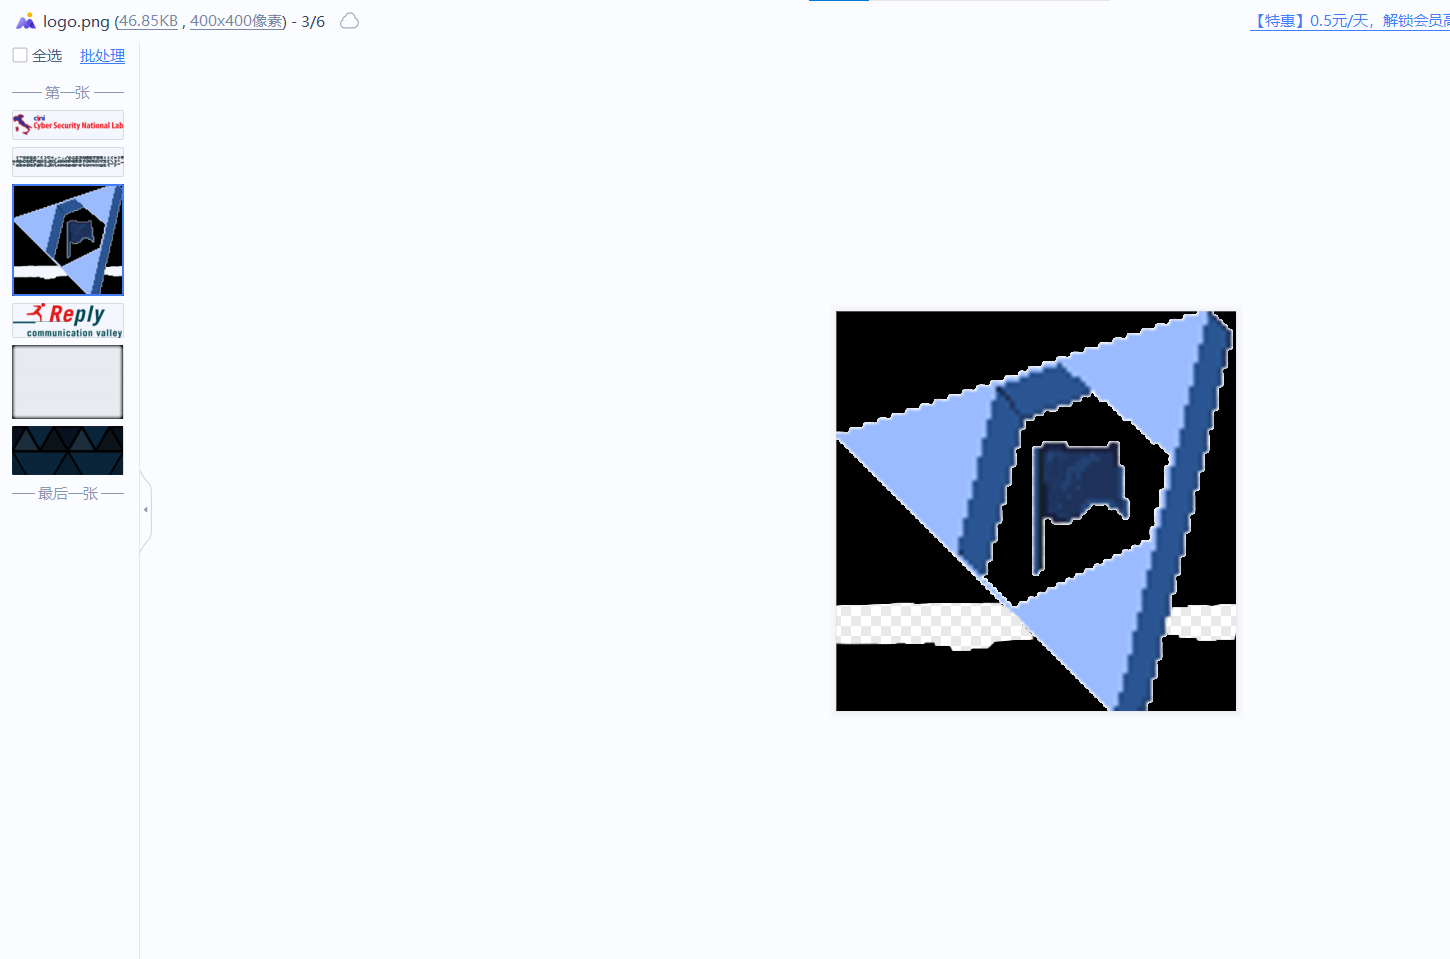 logo.png (46.85KB , 400x400像素) - 3/6
【特惠】0.5元/天，解锁会员高
全选 批处理
第一张
cini
Cyber Security National Lab
Reply
communication valley
最后一张